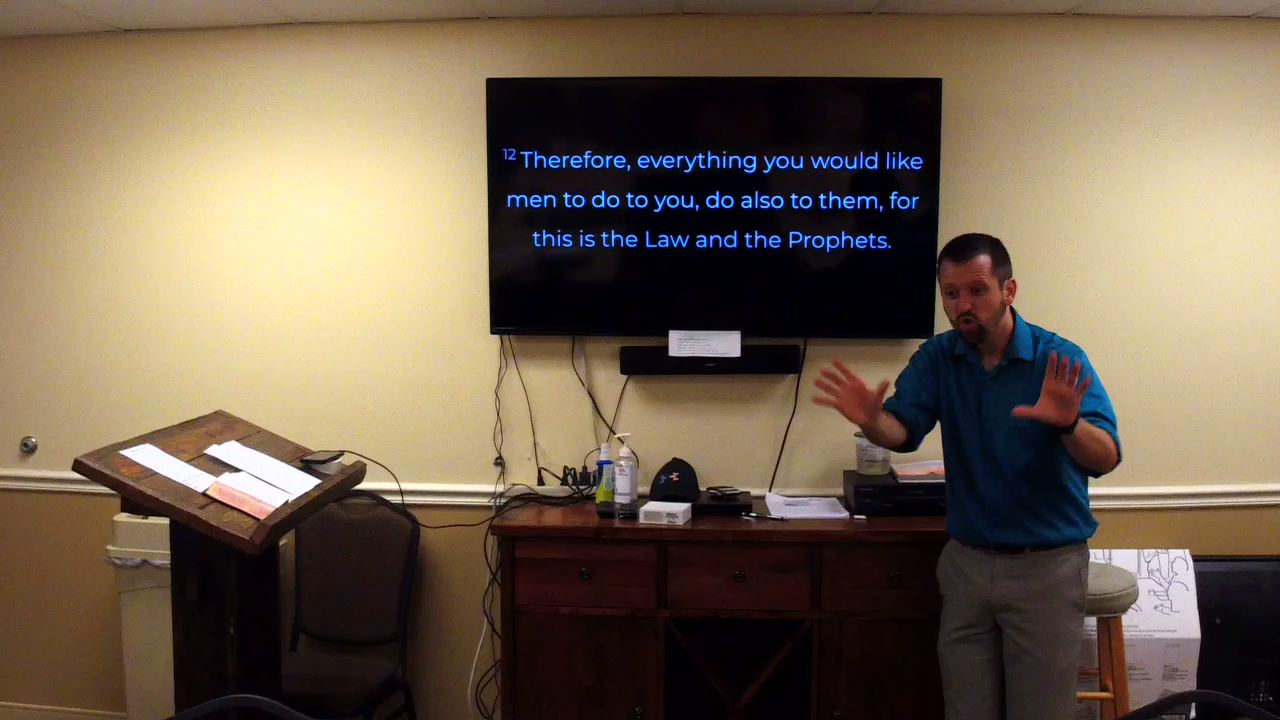 12 Therefore, everything you would like
men to do to you, do also to them, for
this is the Law and the Prophets.